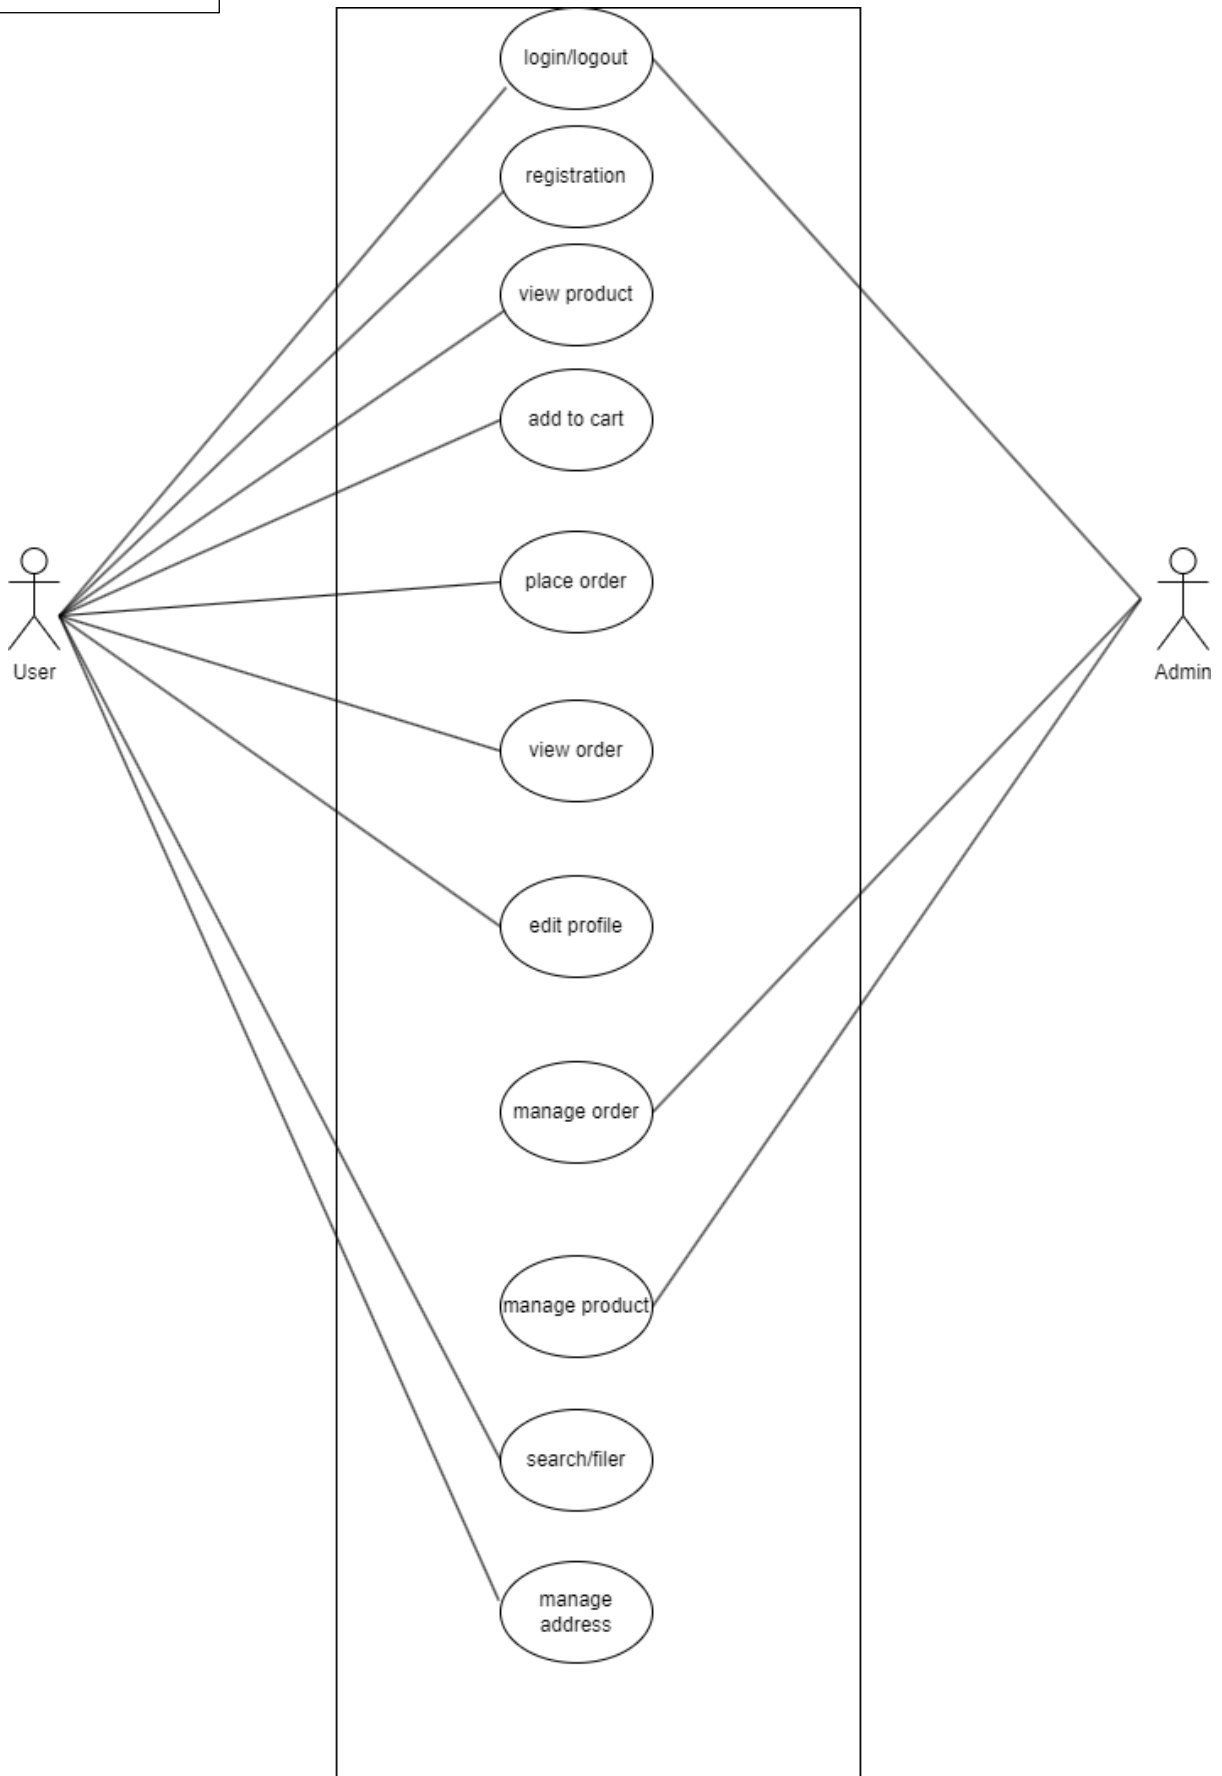 login/logout
registration
view product
add to cart
place order
User
Admin
view order
edit profile
manage order
manage product
search/filer
manage
address